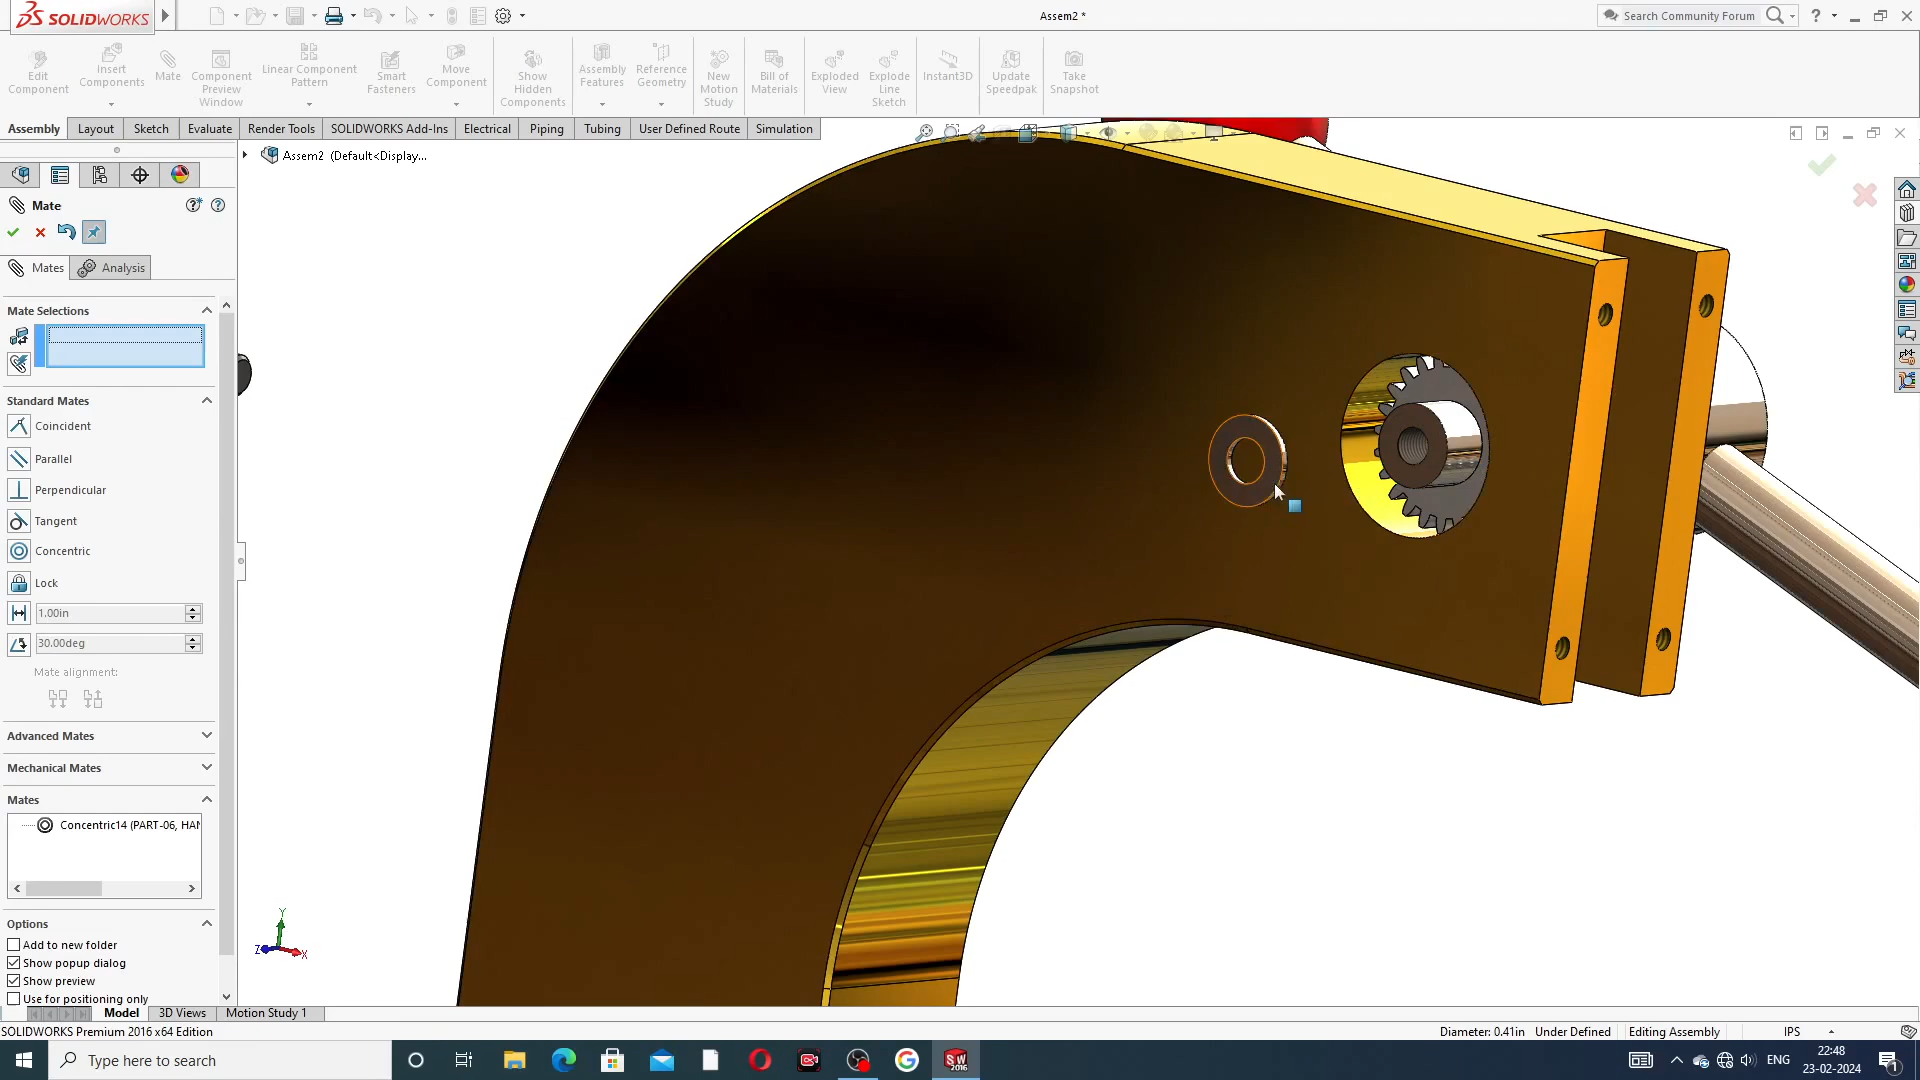 SOLIDWORKS
Assem2 *
Search Community Forum
Edit Component
Insert Components
Mate
Component Preview Window
Linear Component Pattern
Smart Fasteners
Move Component
Show Hidden Components
Assembly Features
Reference Geometry
New Motion Study
Bill of Materials
Exploded View
Explode Line Sketch
Instant3D
Update Speedpak
Take Snapshot
Assembly
Layout
Sketch
Evaluate
Render Tools
SOLIDWORKS Add-Ins
Electrical
Piping
Tubing
User Defined Route
Simulation
Assem2 (Default<Display...
Mate
Mates
Analysis
Mate Selections
Standard Mates
Coincident
Parallel
Perpendicular
Tangent
Concentric
Lock
1.00in
30.00deg
Mate alignment:
Advanced Mates
Mechanical Mates
Mates
Concentric14 (PART-06, HAN
Options
Add to new folder
Show popup dialog
Show preview
Use for positioning only
Y
Z
X
Model
3D Views
Motion Study 1
SOLIDWORKS Premium 2016 x64 Edition
Diameter: 0.41in
Under Defined
Editing Assembly
IPS
Type here to search
SW
2016
ENG
22:48
23-02-2024
1